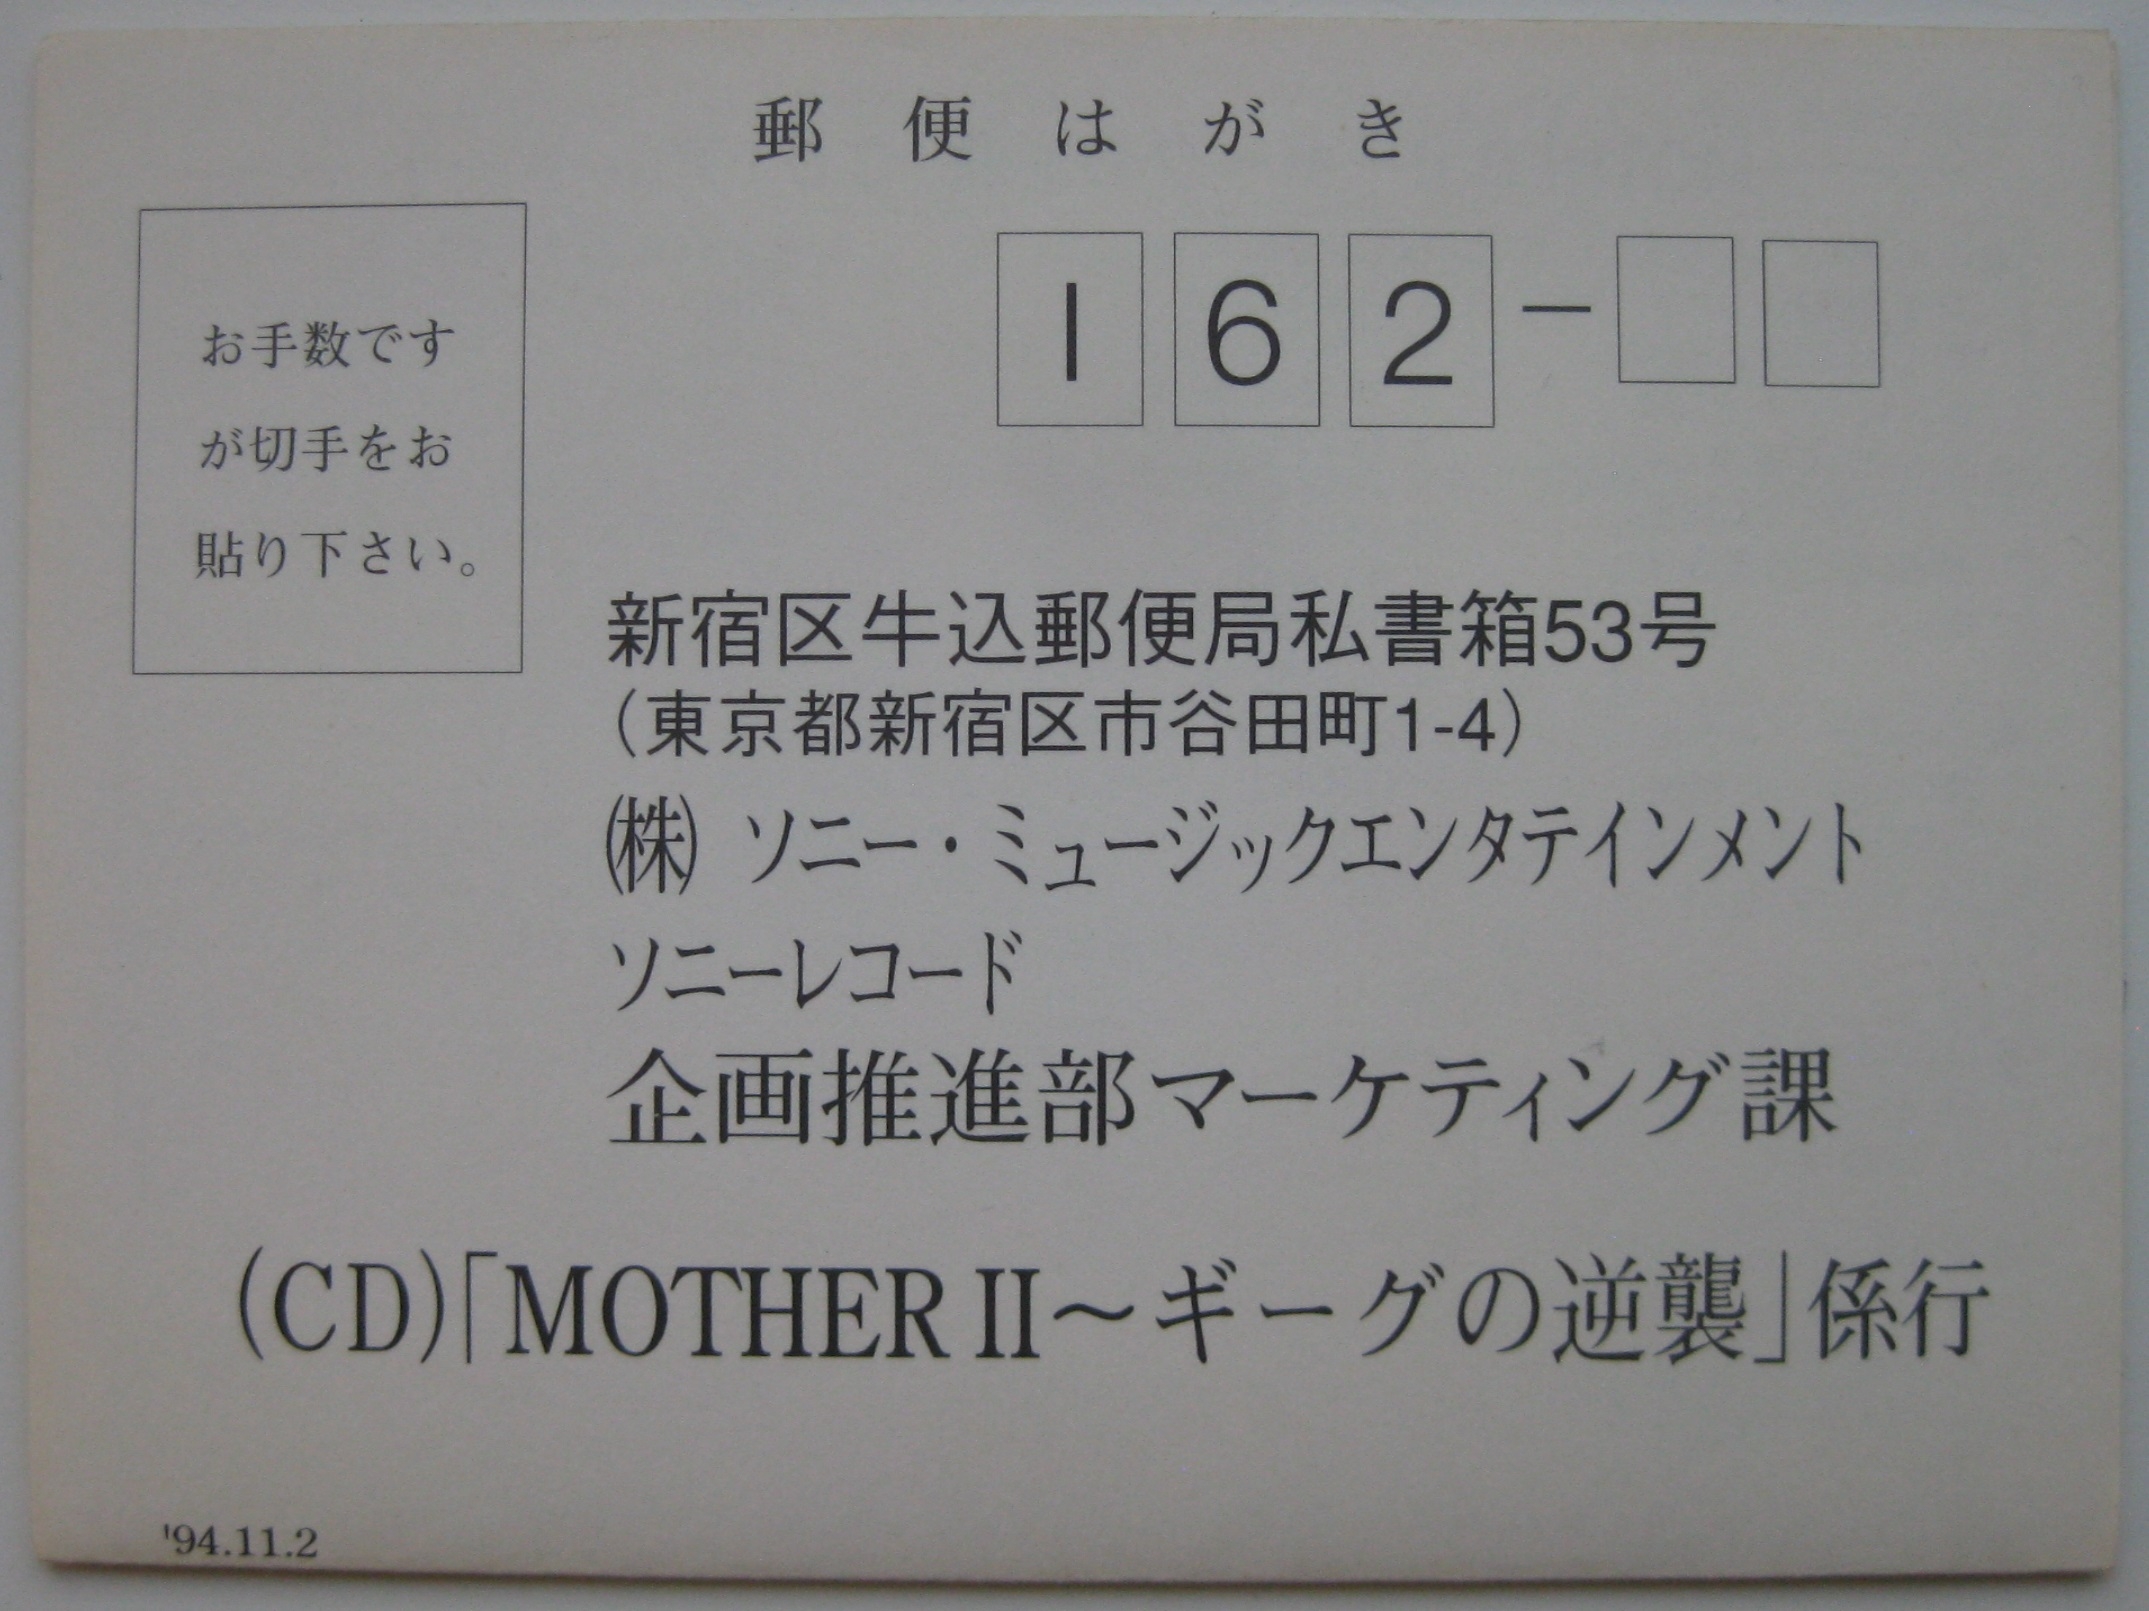 郵便はがき
162-
お手数です
が切手をお
貼り下さい。
新宿区牛込郵便局私書箱53号
（東京都新宿区市谷田町1-4）
㈱ ソニー・ミュージックエンタテインメント
ソニーレコード
企画推進部マーケティング課
(CD)「MOTHER II～ギーグの逆襲」係行
'94.11.2